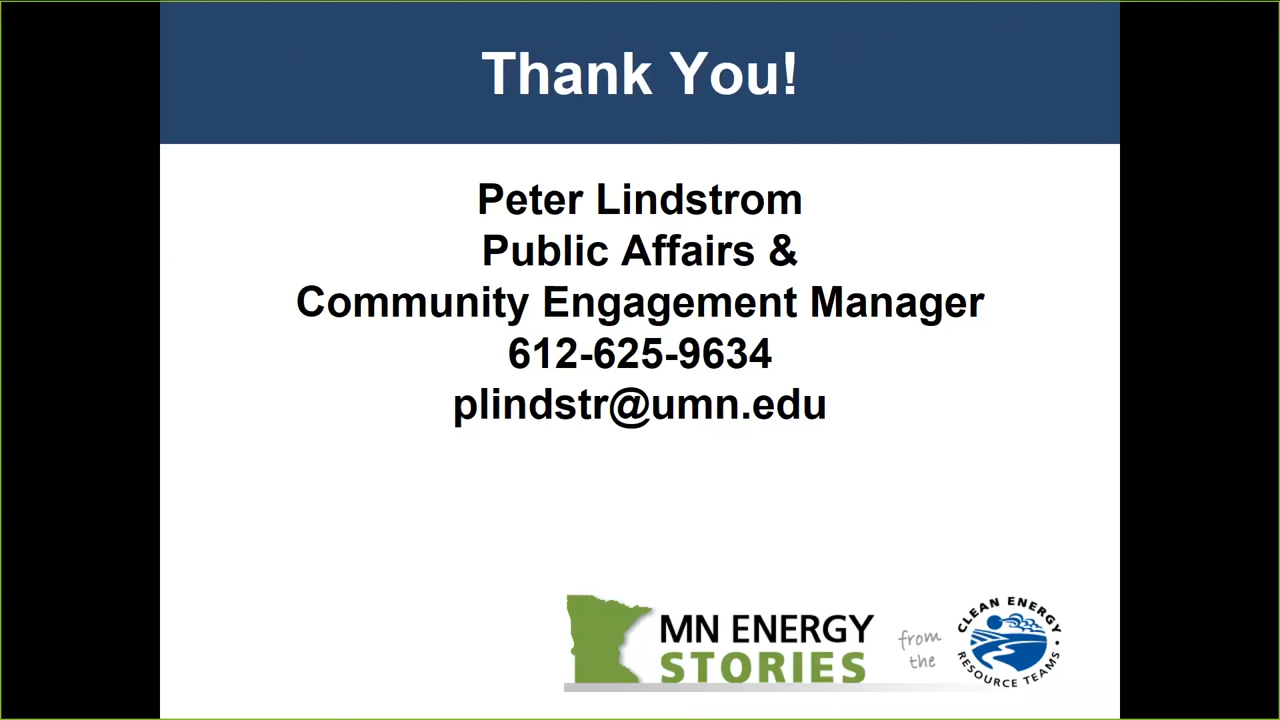 Thank You!
Peter Lindstrom
Public Affairs &
Community Engagement Manager
612-625-9634
plindstr@umn.edu
MN ENERGY
STORIES
from
the
CLEAN ENERGY
RESOURCE TEAMS